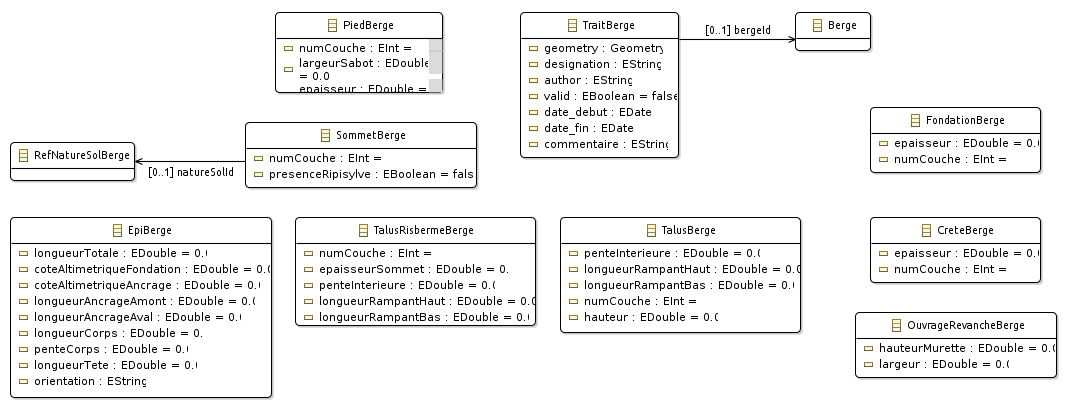 PiedBerge
numCouche : EInt =
largeurSabot : EDouble
= 0.0
epaisseur : EDouble =
TraitBerge
geometry : Geometry
designation : EString
author : EString
valid : EBoolean = false
date_debut : EDate
date_fin : EDate
commentaire : EString
[0..1] bergeId
Berge
FondationBerge
epaisseur : EDouble = 0.0
numCouche : EInt =
RefNatureSolBerge
[0..1] natureSolId
SommetBerge
numCouche : EInt =
presenceRipisylve : EBoolean = fals
EpiBerge
longueurTotale : EDouble = 0.0
coteAltimetriqueFondation : EDouble = 0.0
coteAltimetriqueAncrage : EDouble = 0.0
longueurAncrageAmont : EDouble = 0.0
longueurAncrageAval : EDouble = 0.0
longueurCorps : EDouble = 0.
penteCorps : EDouble = 0.0
longueurTete : EDouble = 0.0
orientation : EString
TalusRisbermeBerge
numCouche : EInt =
epaisseurSommet : EDouble = 0.
penteInterieure : EDouble = 0.0
longueurRampantHaut : EDouble = 0.0
longueurRampantBas : EDouble = 0.0
TalusBerge
penteInterieure : EDouble = 0.0
longueurRampantHaut : EDouble = 0.0
longueurRampantBas : EDouble = 0.0
numCouche : EInt =
hauteur : EDouble = 0.0
CreteBerge
epaisseur : EDouble = 0.0
numCouche : EInt =
OuvrageRevancheBerge
hauteurMurette : EDouble = 0.0
largeur : EDouble = 0.0